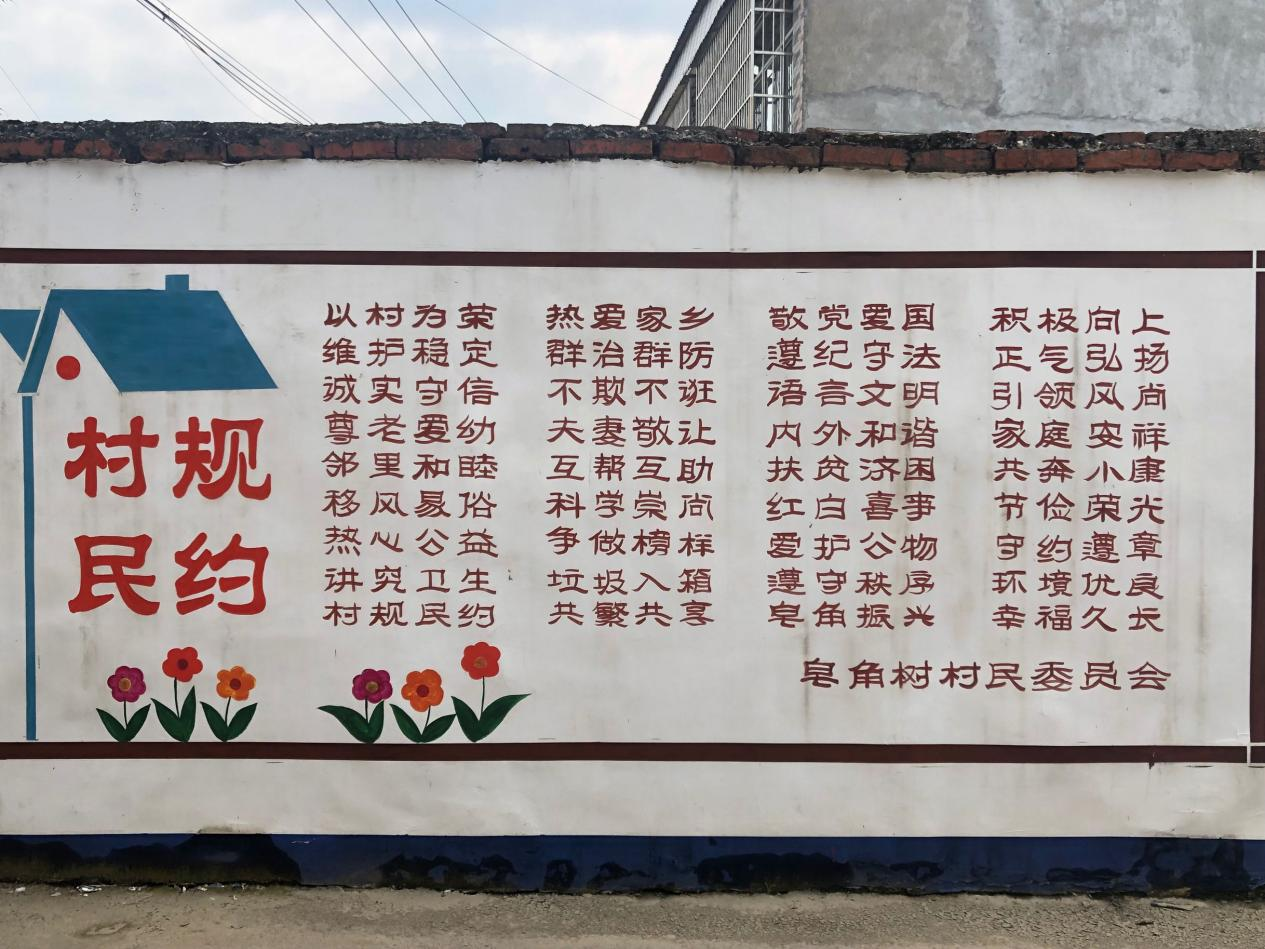 村规
民约
以村为荣 热爱家乡 敬党爱国 积极向上
维护稳定 群治群防 遵纪守法 正气弘扬
诚实守信 不欺不诳 语言文明 引领风尚
尊老爱幼 夫妻敬让 内外和谐 家庭安祥
邻里和睦 互帮互助 扶贫济困 共奔小康
移风易俗 科学崇尚 红白喜事 节俭荣光
热心公益 争做榜样 爱护公物 守约遵章
讲究卫生 垃圾入箱 遵守秩序 环境优良
村规民约 共繁共享 皂角振兴 幸福久长
皂角树村民委员会